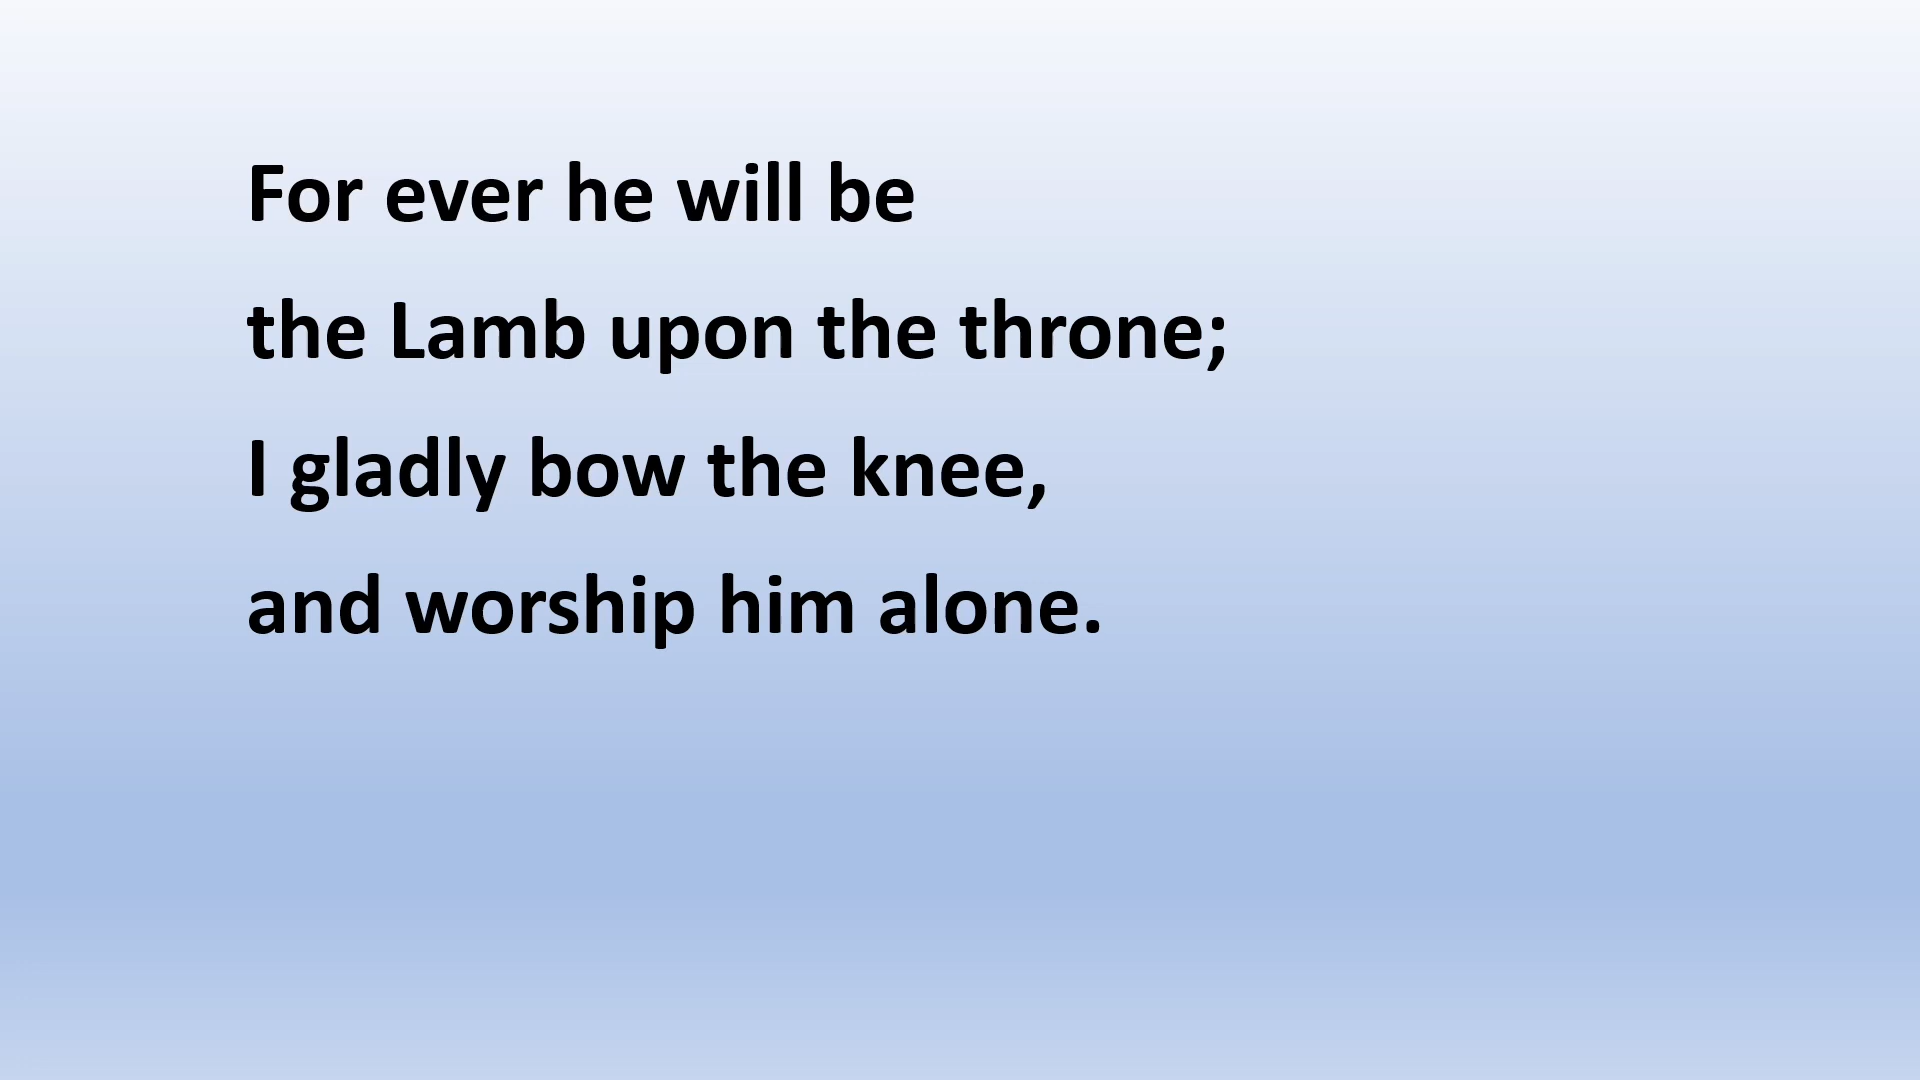 For ever he will be
the Lamb upon the throne;
I gladly bow the knee,
and worship him alone.